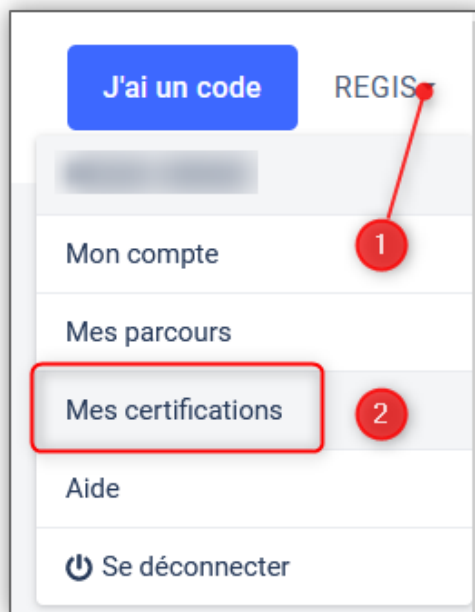 J'ai un code REGIS
1
Mon compte
Mes parcours
Mes certifications 2
Aide
Se déconnecter